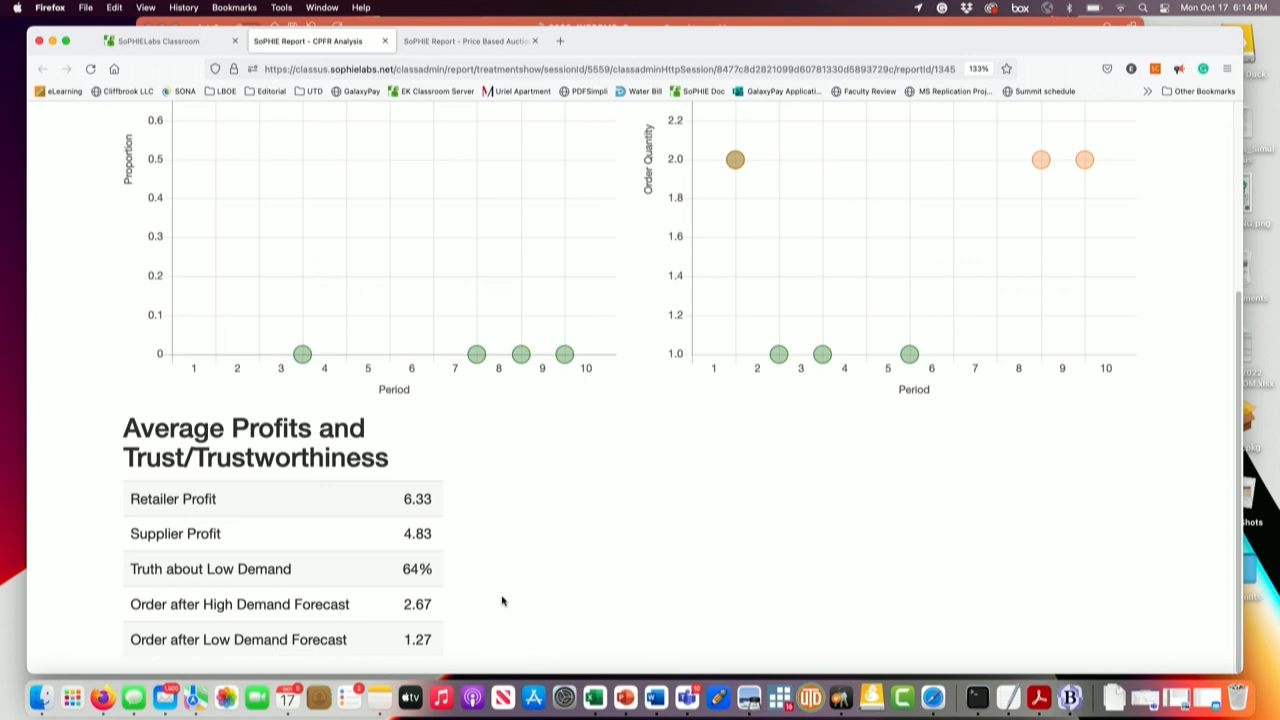 Firefox File Edit View History Bookmarks Tools Window Help box Mon Oct 17 6:14 PM
SoPHIELabs Classroom SoPHIE Report - CPFR Analysis SoPHIE Report - Price Based Auctio
https://classus.sophielabs.net/classadmin/report/treatmentshow/sessionId/5559/classadminHttpSession/8477c8d2821099d60781330d5893729c/reportId/1345 133%
eLearning Cliffbrook LLC SONA LBOE Editorial UTD GalaxyPay EK Classroom Server Uriel Apartment PDFSimpli Water Bill SoPHIE Doc GalaxyPay Applicati... Faculty Review MS Replication Proj... Summit schedule Other Bookmarks
Proportion
0.6
0.5
0.4
0.3
0.2
0.1
0
1 2 3 4 5 6 7 8 9 10
Period
Order Quantity
2.2
2.0
1.8
1.6
1.4
1.2
1.0
1 2 3 4 5 6 7 8 9 10
Period
Average Profits and
Trust/Trustworthiness
Retailer Profit 6.33
Supplier Profit 4.83
Truth about Low Demand 64%
Order after High Demand Forecast 2.67
Order after Low Demand Forecast 1.27
Duck
hots
tv
17
UTD